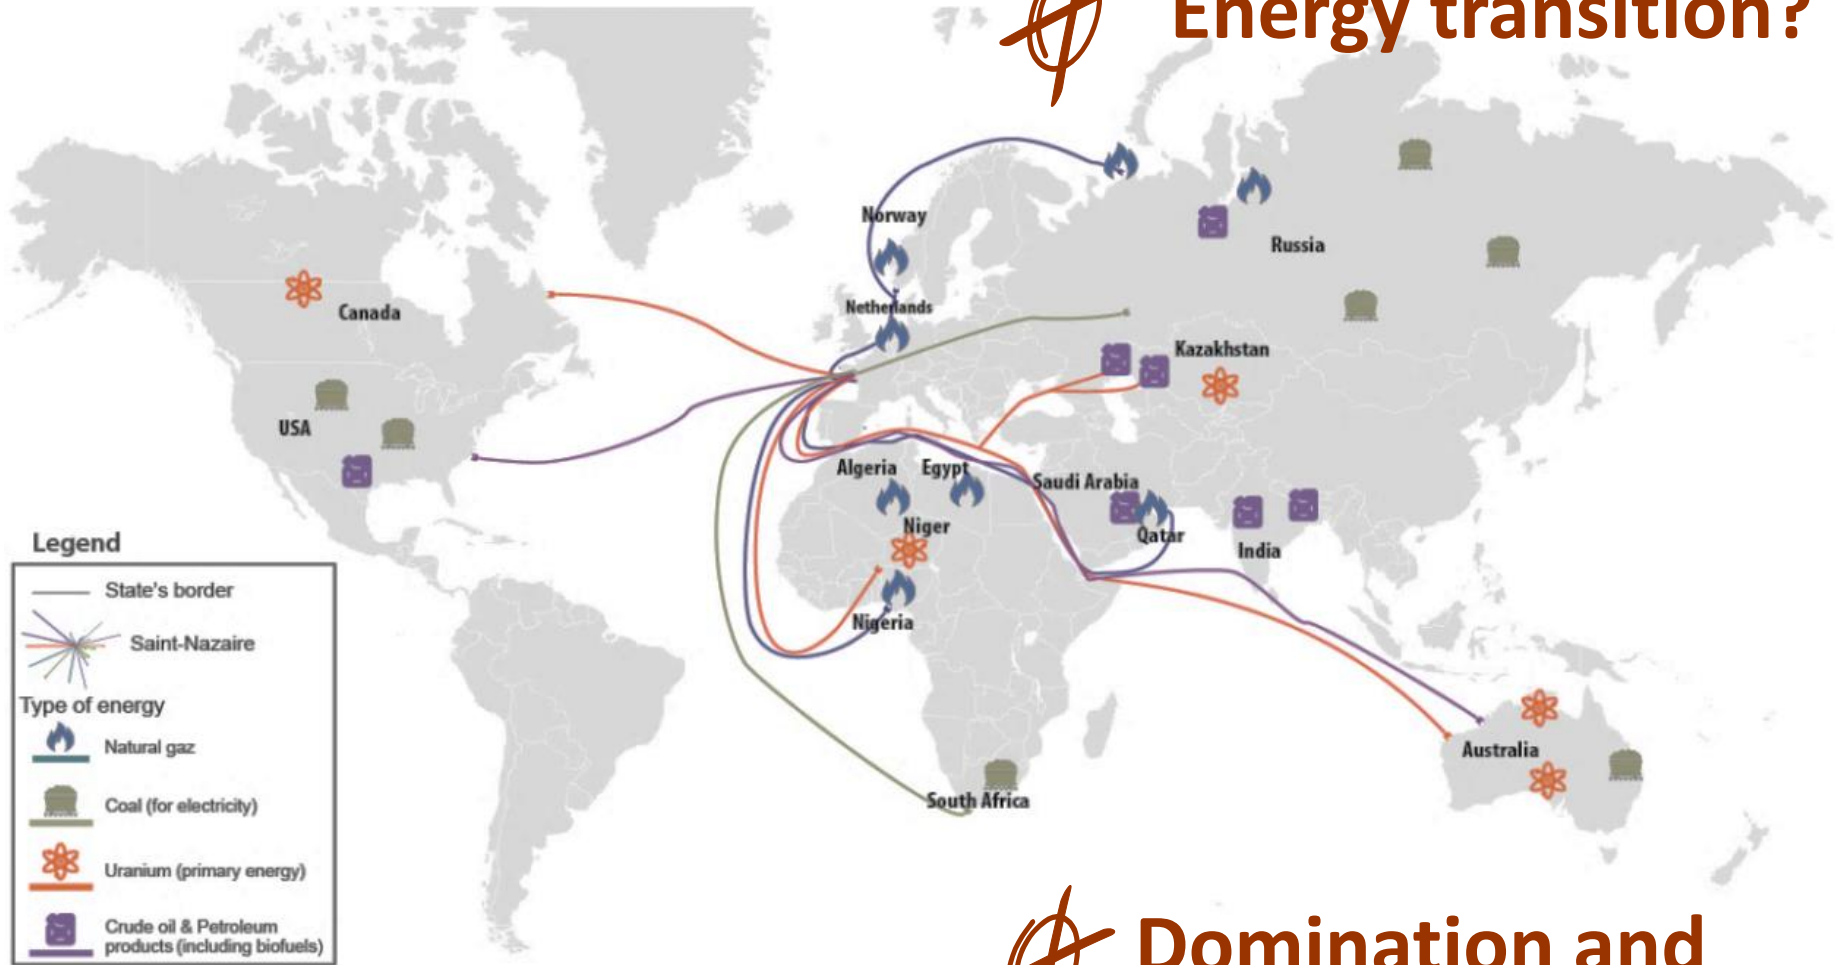 Energy transition?
Norway
Russia
Netherlands
Canada
Kazakhstan
USA
Algeria
Egypt
Saudi Arabia
Niger
Qatar
India
Nigeria
Australia
South Africa
Legend
State's border
Saint-Nazaire
Type of energy
Natural gaz
Coal (for electricity)
Uranium (primary energy)
Crude oil & Petroleum
products (including biofuels)
Domination and